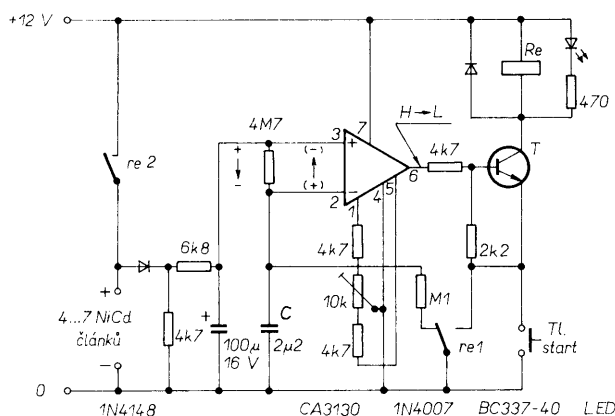 +12 V
Re
470
H→L
re 2
4M7
+
-
(-)
(+)
3
7
+
-
2
6
5
4
1
4k7
T
6k8
4k7
2k2
+
4...7 NiCd
článků
-
4k7
+
100μ
16 V
C
2μ2
10k
4k7
M1
re1
Tl.
start
0
1N4148
CA3130
1N4007
BC337-40
LED